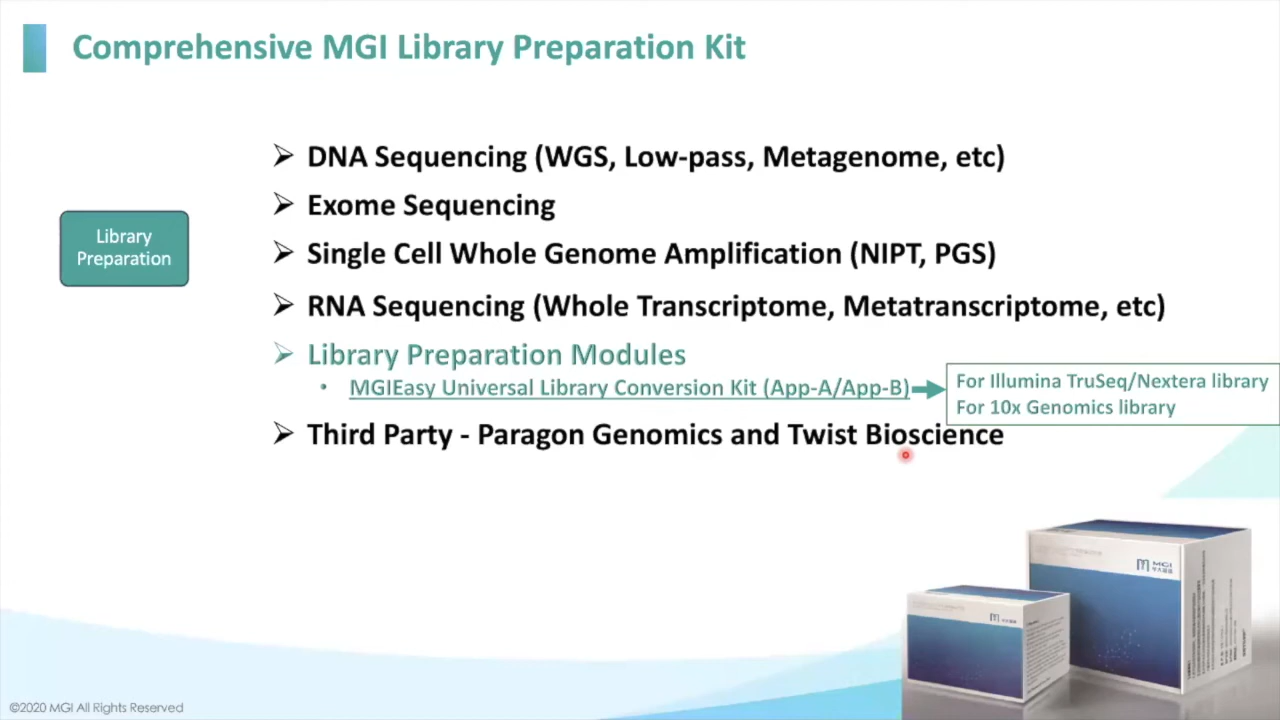 Comprehensive MGI Library Preparation Kit
➢ DNA Sequencing (WGS, Low-pass, Metagenome, etc)
➢ Exome Sequencing
Library
Preparation
➢ Single Cell Whole Genome Amplification (NIPT, PGS)
➢ RNA Sequencing (Whole Transcriptome, Metatranscriptome, etc)
➢ Library Preparation Modules
• MGIEasy Universal Library Conversion Kit (App-A/App-B)
For Illumina TruSeq/Nextera library
For 10x Genomics library
➢ Third Party - Paragon Genomics and Twist Bioscience
MGI
©2020 MGI All Rights Reserved